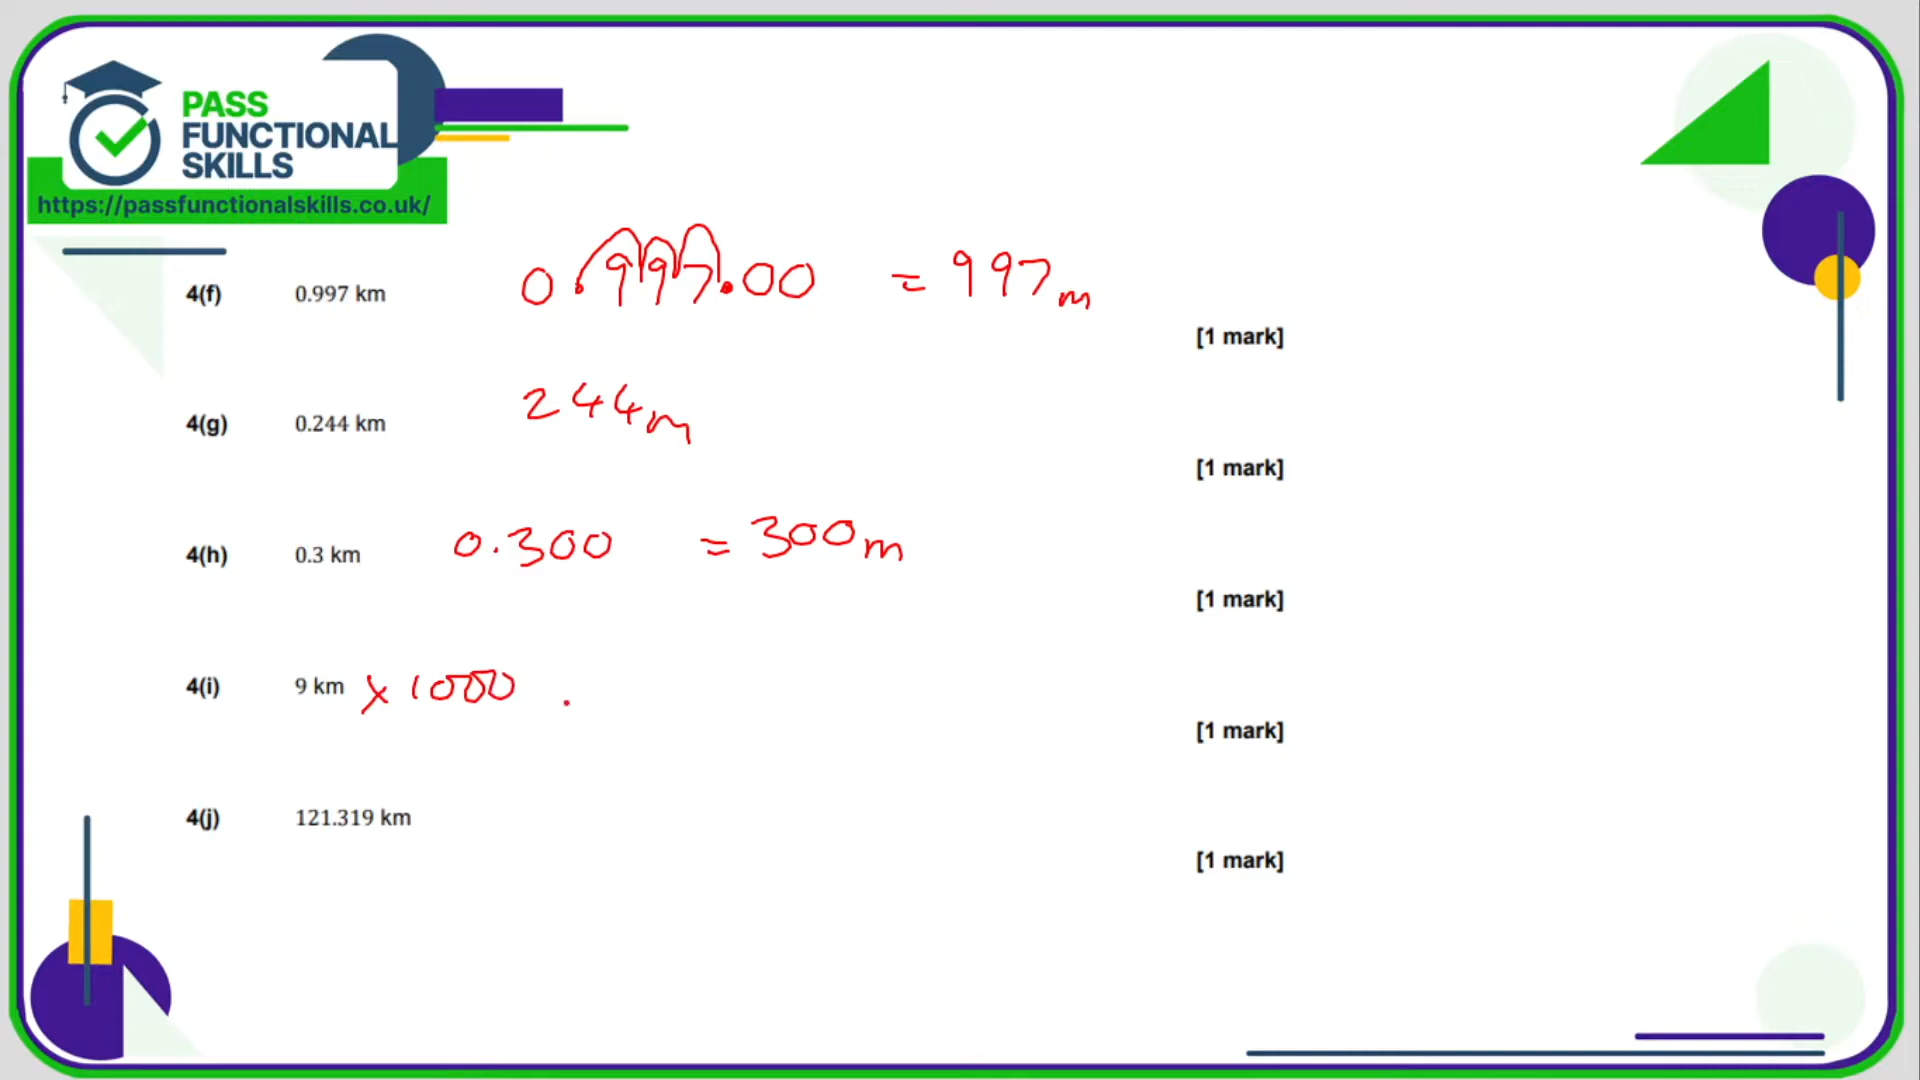 PASS
FUNCTIONAL
SKILLS
https://passfunctionalskills.co.uk/
4(f) 0.997 km 0.997.00 = 997m
[1 mark]
4(g) 0.244 km 244m
[1 mark]
4(h) 0.3 km 0.300 = 300m
[1 mark]
4(i) 9 km × 1000 .
[1 mark]
4(j) 121.319 km
[1 mark]